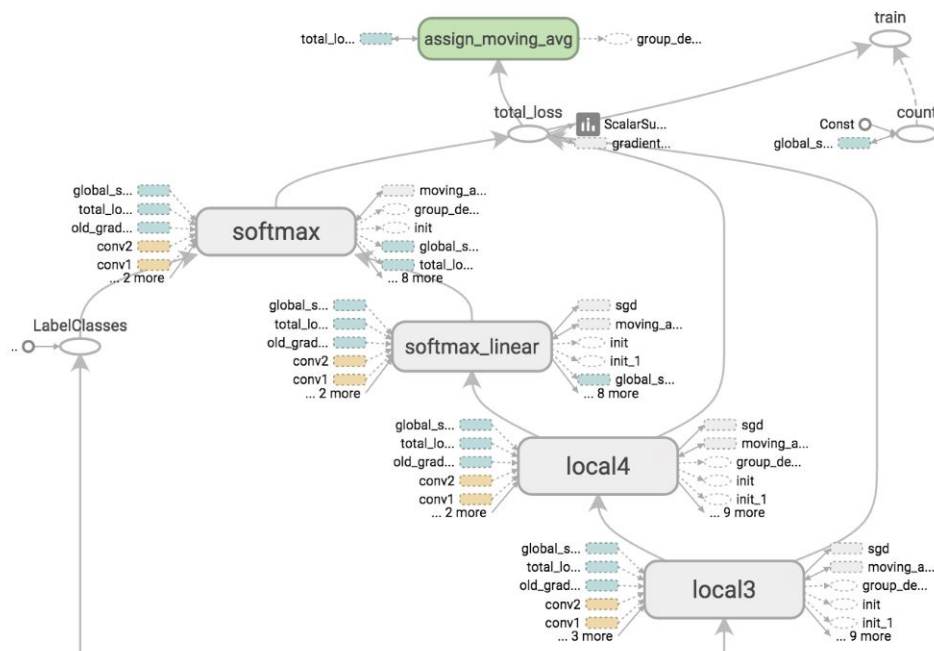 train
total_lo...
assign_moving_avg
group_de...
total_loss
ScalarSu...
gradient...
Const
count
global_s...
global_s...
total_lo...
old_grad...
conv2
conv1
... 2 more
softmax
moving_a...
group_de...
init
global_s...
total_lo...
... 8 more
LabelClasses
..
global_s...
total_lo...
old_grad...
conv2
conv1
... 2 more
softmax_linear
sgd
moving_a...
init
init_1
global_s...
... 8 more
global_s...
total_lo...
old_grad...
conv2
conv1
... 2 more
local4
sgd
moving_a...
group_de...
init
init_1
... 9 more
global_s...
total_lo...
old_grad...
conv2
conv1
... 3 more
local3
sgd
moving_a...
group_de...
init
init_1
... 9 more